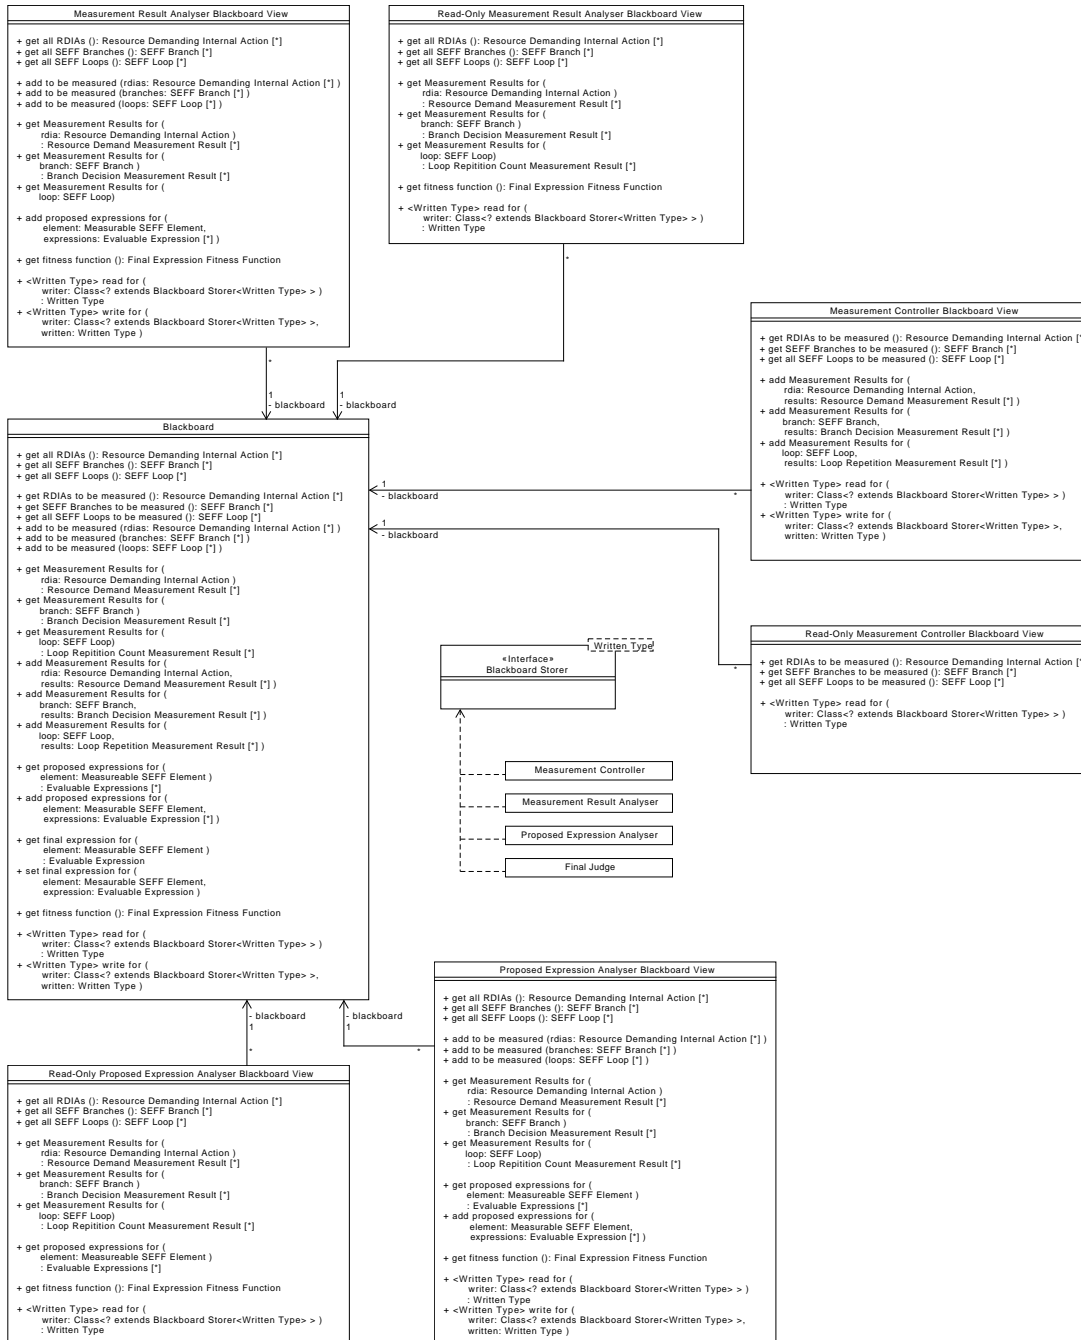 Measurement Result Analyser Blackboard View
+ get all RDIAs (): Resource Demanding Internal Action [*]
+ get all SEFF Branches (): SEFF Branch [*]
+ get all SEFF Loops (): SEFF Loop [*]
+ add to be measured (rdias: Resource Demanding Internal Action [*] )
+ add to be measured (branches: SEFF Branch [*] )
+ add to be measured (loops: SEFF Loop [*] )
+ get Measurement Results for (
rdia: Resource Demanding Internal Action )
: Resource Demand Measurement Result [*]
+ get Measurement Results for (
branch: SEFF Branch )
: Branch Decision Measurement Result [*]
+ get Measurement Results for (
loop: SEFF Loop)
+ add proposed expressions for (
element: Measurable SEFF Element,
expressions: Evaluable Expression [*] )
+ get fitness function (): Final Expression Fitness Function
+ <Written Type> read for (
writer: Class<? extends Blackboard Storer<Written Type> > )
: Written Type
+ <Written Type> write for (
writer: Class<? extends Blackboard Storer<Written Type> >,
written: Written Type )
Read-Only Measurement Result Analyser Blackboard View
+ get all RDIAs (): Resource Demanding Internal Action [*]
+ get all SEFF Branches (): SEFF Branch [*]
+ get all SEFF Loops (): SEFF Loop [*]
+ get Measurement Results for (
rdia: Resource Demanding Internal Action )
: Resource Demand Measurement Result [*]
+ get Measurement Results for (
branch: SEFF Branch )
: Branch Decision Measurement Result [*]
+ get Measurement Results for (
loop: SEFF Loop)
: Loop Repitition Count Measurement Result [*]
+ get fitness function (): Final Expression Fitness Function
+ <Written Type> read for (
writer: Class<? extends Blackboard Storer<Written Type> > )
: Written Type
*
*
1
- blackboard
1
- blackboard
Measurement Controller Blackboard View
+ get RDIAs to be measured (): Resource Demanding Internal Action [*
+ get SEFF Branches to be measured (): SEFF Branch [*]
+ get all SEFF Loops to be measured (): SEFF Loop [*]
+ add Measurement Results for (
rdia: Resource Demanding Internal Action,
results: Resource Demand Measurement Result [*] )
+ add Measurement Results for (
branch: SEFF Branch,
results: Branch Decision Measurement Result [*] )
+ add Measurement Results for (
loop: SEFF Loop,
results: Loop Repetition Measurement Result [*] )
+ <Written Type> read for (
writer: Class<? extends Blackboard Storer<Written Type> > )
: Written Type
+ <Written Type> write for (
writer: Class<? extends Blackboard Storer<Written Type> >,
written: Written Type )
Blackboard
+ get all RDIAs (): Resource Demanding Internal Action [*]
+ get all SEFF Branches (): SEFF Branch [*]
+ get all SEFF Loops (): SEFF Loop [*]
+ get RDIAs to be measured (): Resource Demanding Internal Action [*]
+ get SEFF Branches to be measured (): SEFF Branch [*]
+ get all SEFF Loops to be measured (): SEFF Loop [*]
+ add to be measured (rdias: Resource Demanding Internal Action [*] )
+ add to be measured (branches: SEFF Branch [*] )
+ add to be measured (loops: SEFF Loop [*] )
+ get Measurement Results for (
rdia: Resource Demanding Internal Action )
: Resource Demand Measurement Result [*]
+ get Measurement Results for (
branch: SEFF Branch )
: Branch Decision Measurement Result [*]
+ get Measurement Results for (
loop: SEFF Loop)
: Loop Repitition Count Measurement Result [*]
+ add Measurement Results for (
rdia: Resource Demanding Internal Action,
results: Resource Demand Measurement Result [*] )
+ add Measurement Results for (
branch: SEFF Branch,
results: Branch Decision Measurement Result [*] )
+ add Measurement Results for (
loop: SEFF Loop,
results: Loop Repetition Measurement Result [*] )
+ get proposed expressions for (
element: Measureable SEFF Element )
: Evaluable Expressions [*]
+ add proposed expressions for (
element: Measurable SEFF Element,
expressions: Evaluable Expression [*] )
+ get final expression for (
element: Measurable SEFF Element )
: Evaluable Expression
+ set final expression for (
element: Mesaurable SEFF Element,
expression: Evaluable Expression )
+ get fitness function (): Final Expression Fitness Function
+ <Written Type> read for (
writer: Class<? extends Blackboard Storer<Written Type> > )
: Written Type
+ <Written Type> write for (
writer: Class<? extends Blackboard Storer<Written Type> >,
written: Written Type )
1
- blackboard
*
1
- blackboard
*
Written Type
«Interface»
Blackboard Storer
Measurement Controller
Measurement Result Analyser
Proposed Expression Analyser
Final Judge
Read-Only Measurement Controller Blackboard View
+ get RDIAs to be measured (): Resource Demanding Internal Action [*
+ get SEFF Branches to be measured (): SEFF Branch [*]
+ get all SEFF Loops to be measured (): SEFF Loop [*]
+ <Written Type> read for (
writer: Class<? extends Blackboard Storer<Written Type> > )
: Written Type
- blackboard
1
*
- blackboard
1
*
Read-Only Proposed Expression Analyser Blackboard View
+ get all RDIAs (): Resource Demanding Internal Action [*]
+ get all SEFF Branches (): SEFF Branch [*]
+ get all SEFF Loops (): SEFF Loop [*]
+ get Measurement Results for (
rdia: Resource Demanding Internal Action )
: Resource Demand Measurement Result [*]
+ get Measurement Results for (
branch: SEFF Branch )
: Branch Decision Measurement Result [*]
+ get Measurement Results for (
loop: SEFF Loop)
: Loop Repitition Count Measurement Result [*]
+ get proposed expressions for (
element: Measureable SEFF Element )
: Evaluable Expressions [*]
+ get fitness function (): Final Expression Fitness Function
+ <Written Type> read for (
writer: Class<? extends Blackboard Storer<Written Type> > )
: Written Type
Proposed Expression Analyser Blackboard View
+ get all RDIAs (): Resource Demanding Internal Action [*]
+ get all SEFF Branches (): SEFF Branch [*]
+ get all SEFF Loops (): SEFF Loop [*]
+ add to be measured (rdias: Resource Demanding Internal Action [*] )
+ add to be measured (branches: SEFF Branch [*] )
+ add to be measured (loops: SEFF Loop [*] )
+ get Measurement Results for (
rdia: Resource Demanding Internal Action )
: Resource Demand Measurement Result [*]
+ get Measurement Results for (
branch: SEFF Branch )
: Branch Decision Measurement Result [*]
+ get Measurement Results for (
loop: SEFF Loop)
: Loop Repitition Count Measurement Result [*]
+ get proposed expressions for (
element: Measureable SEFF Element )
: Evaluable Expressions [*]
+ add proposed expressions for (
element: Measurable SEFF Element,
expressions: Evaluable Expression [*] )
+ get fitness function (): Final Expression Fitness Function
+ <Written Type> read for (
writer: Class<? extends Blackboard Storer<Written Type> > )
: Written Type
+ <Written Type> write for (
writer: Class<? extends Blackboard Storer<Written Type> >,
written: Written Type )